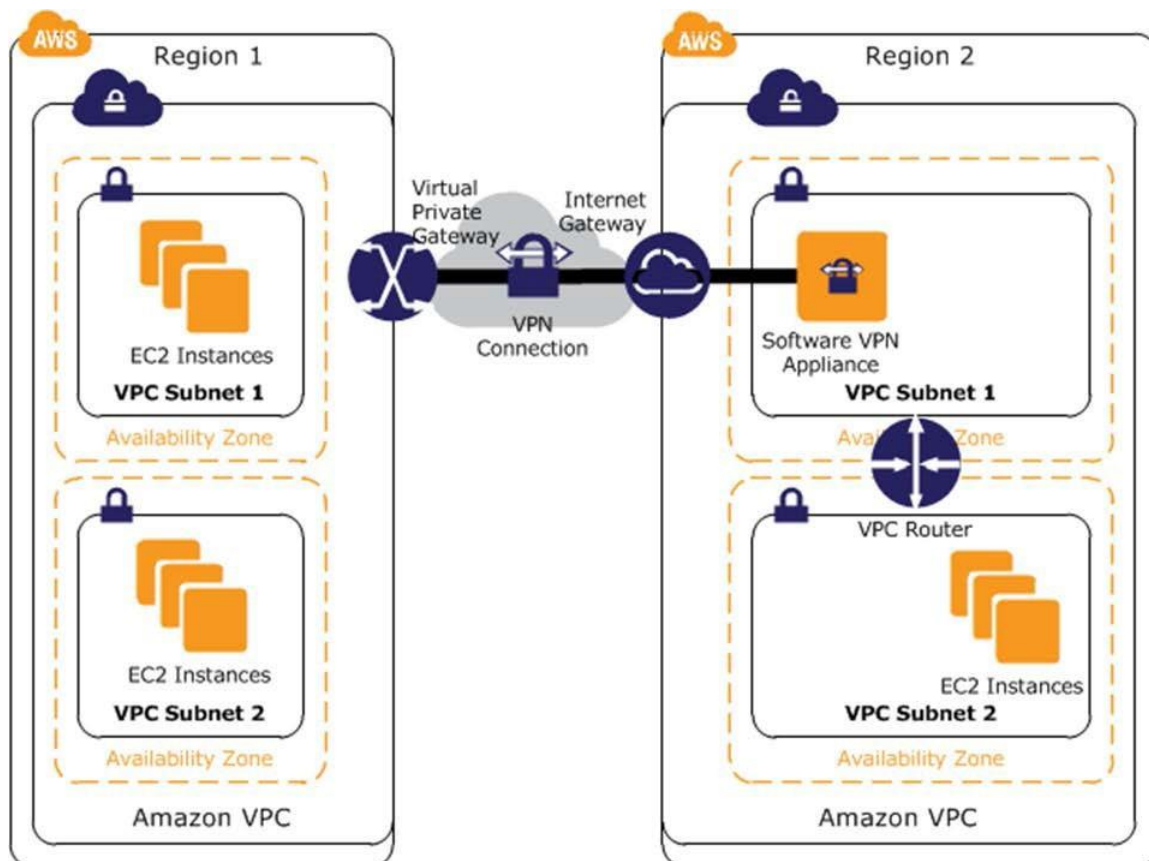 AWS
Region 1
EC2 Instances
VPC Subnet 1
Availability Zone
EC2 Instances
VPC Subnet 2
Availability Zone
Amazon VPC
Virtual
Private
Gateway
VPN
Connection
Internet
Gateway
AWS
Region 2
Software VPN
Appliance
VPC Subnet 1
Zone
VPC Router
EC2 Instances
VPC Subnet 2
Availability Zone
Amazon VPC